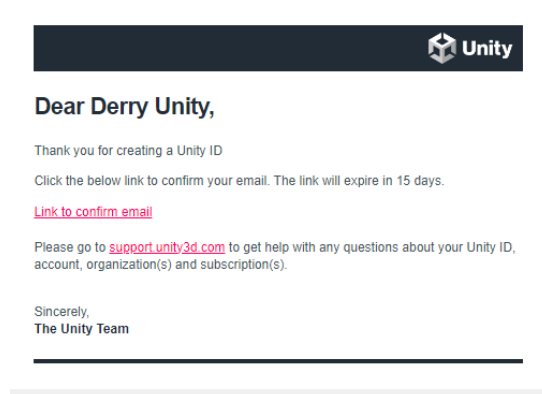 Unity
Dear Derry Unity,
Thank you for creating a Unity ID
Click the below link to confirm your email. The link will expire in 15 days.
Link to confirm email
Please go to support.unity3d.com to get help with any questions about your Unity ID,
account, organization(s) and subscription(s).
Sincerely,
The Unity Team